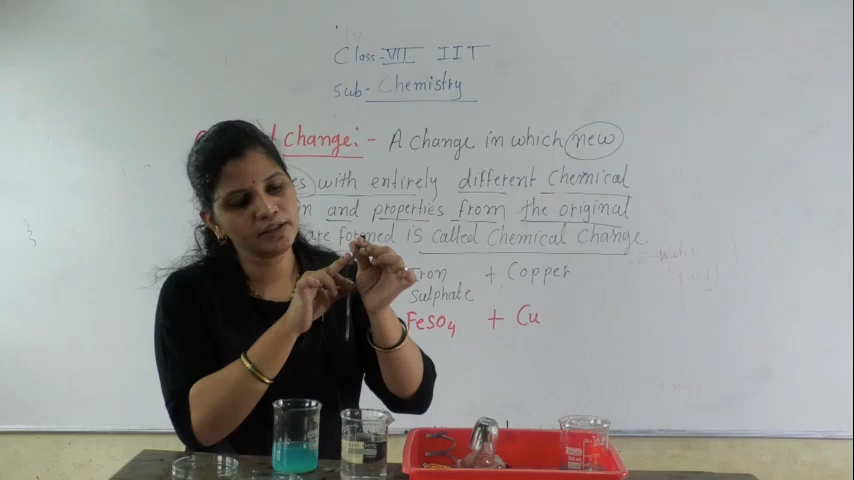 Class-VII IIT
Sub- Chemistry
change:- A change in which new
es with entirely different Chemical
n and properties from the original
are formed is called Chemical Change.
Iron + Copper
Sulphate
FeSO4 + Cu